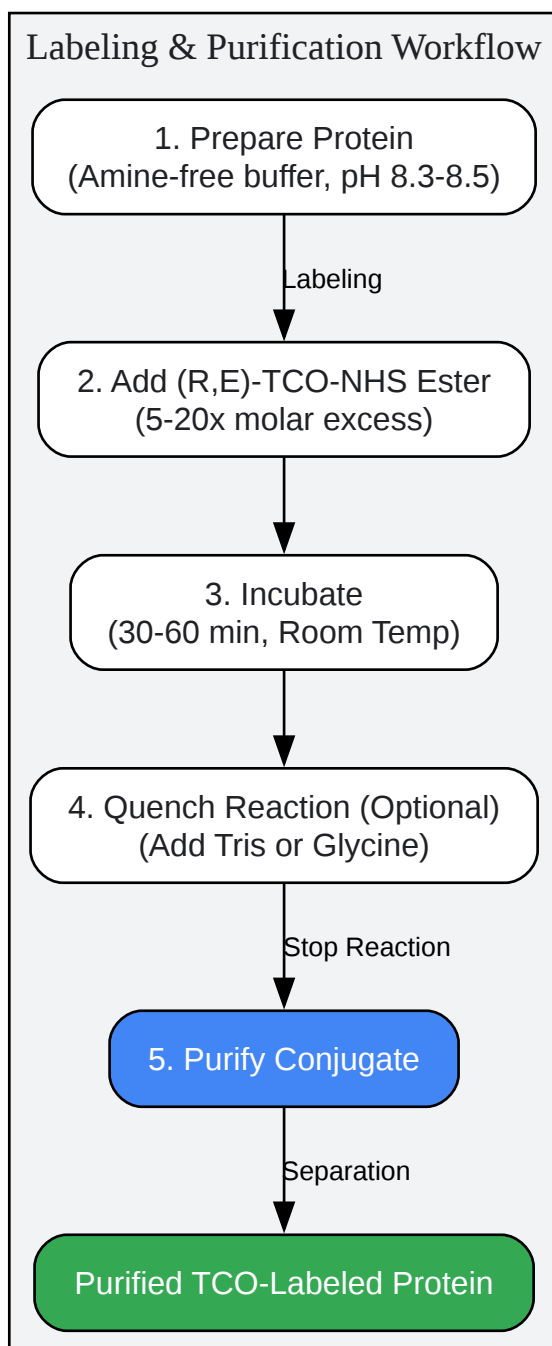 Labeling & Purification Workflow
1. Prepare Protein
(Amine-free buffer, pH 8.3-8.5)
Labeling
2. Add (R,E)-TCO-NHS Ester
(5-20x molar excess)
3. Incubate
(30-60 min, Room Temp)
4. Quench Reaction (Optional)
(Add Tris or Glycine)
Stop Reaction
5. Purify Conjugate
Separation
Purified TCO-Labeled Protein